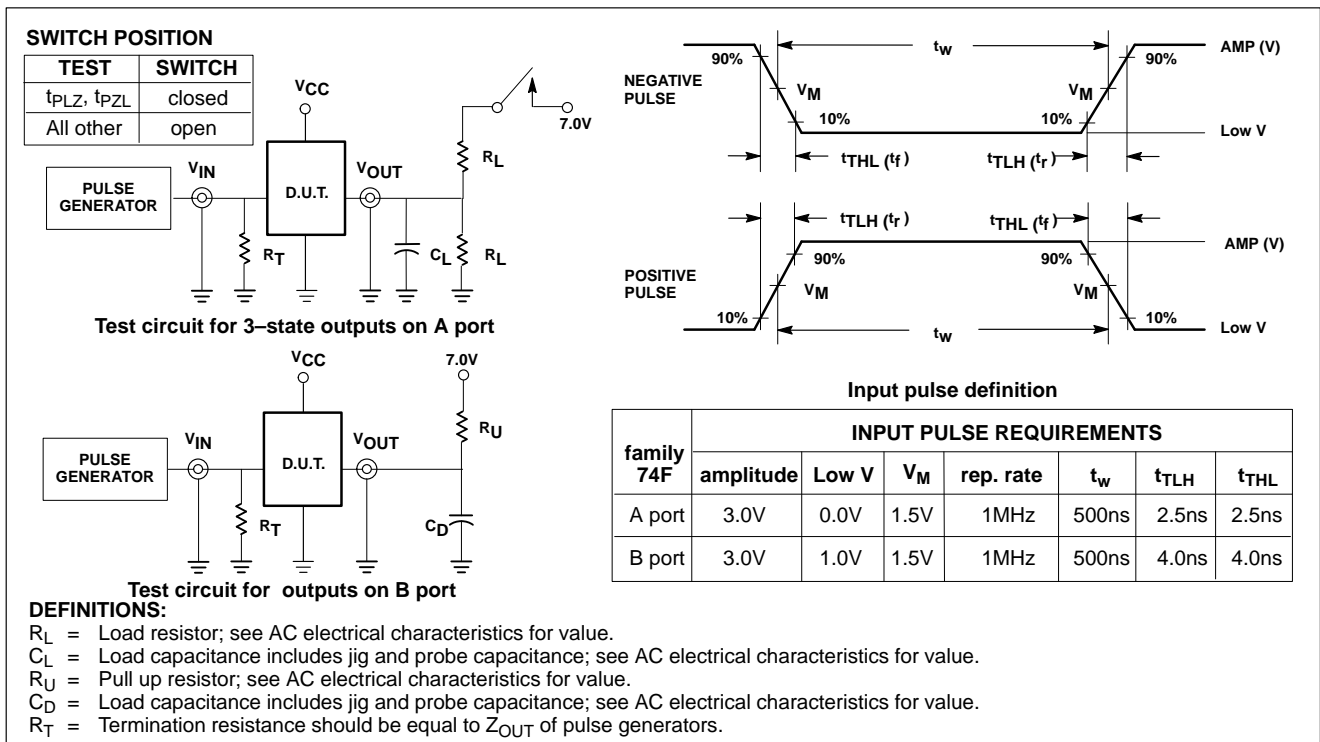 SWITCH POSITION
TEST SWITCH
tPLZ, tPZL closed
All other open
VCC
7.0V
RL
VIN
VOUT
PULSE
GENERATOR
D.U.T.
RT
CL
RL
Test circuit for 3–state outputs on A port
VCC
7.0V
RU
VIN
VOUT
PULSE
GENERATOR
D.U.T.
RT
CD
Test circuit for outputs on B port
tw
AMP (V)
90%
90%
NEGATIVE
PULSE
VM
VM
10%
10%
Low V
tTHL (tf)
tTLH (tr)
tTLH (tr)
tTHL (tf)
AMP (V)
90%
90%
POSITIVE
PULSE
VM
VM
10%
10%
Low V
tw
Input pulse definition
family
74F
INPUT PULSE REQUIREMENTS
amplitude Low V VM rep. rate tw tTLH tTHL
A port 3.0V 0.0V 1.5V 1MHz 500ns 2.5ns 2.5ns
B port 3.0V 1.0V 1.5V 1MHz 500ns 4.0ns 4.0ns
DEFINITIONS:
RL = Load resistor; see AC electrical characteristics for value.
CL = Load capacitance includes jig and probe capacitance; see AC electrical characteristics for value.
RU = Pull up resistor; see AC electrical characteristics for value.
CD = Load capacitance includes jig and probe capacitance; see AC electrical characteristics for value.
RT = Termination resistance should be equal to ZOUT of pulse generators.